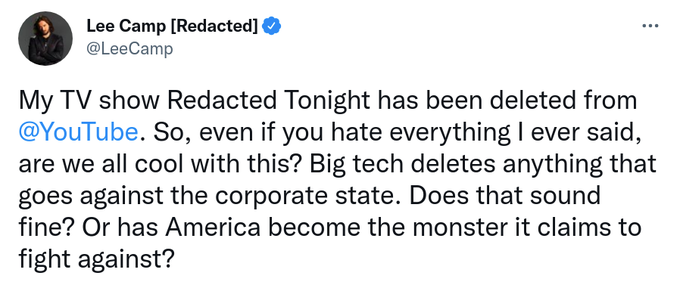 Lee Camp [Redacted]
@LeeCamp
My TV show Redacted Tonight has been deleted from
@YouTube. So, even if you hate everything I ever said,
are we all cool with this? Big tech deletes anything that
goes against the corporate state. Does that sound
fine? Or has America become the monster it claims to
fight against?